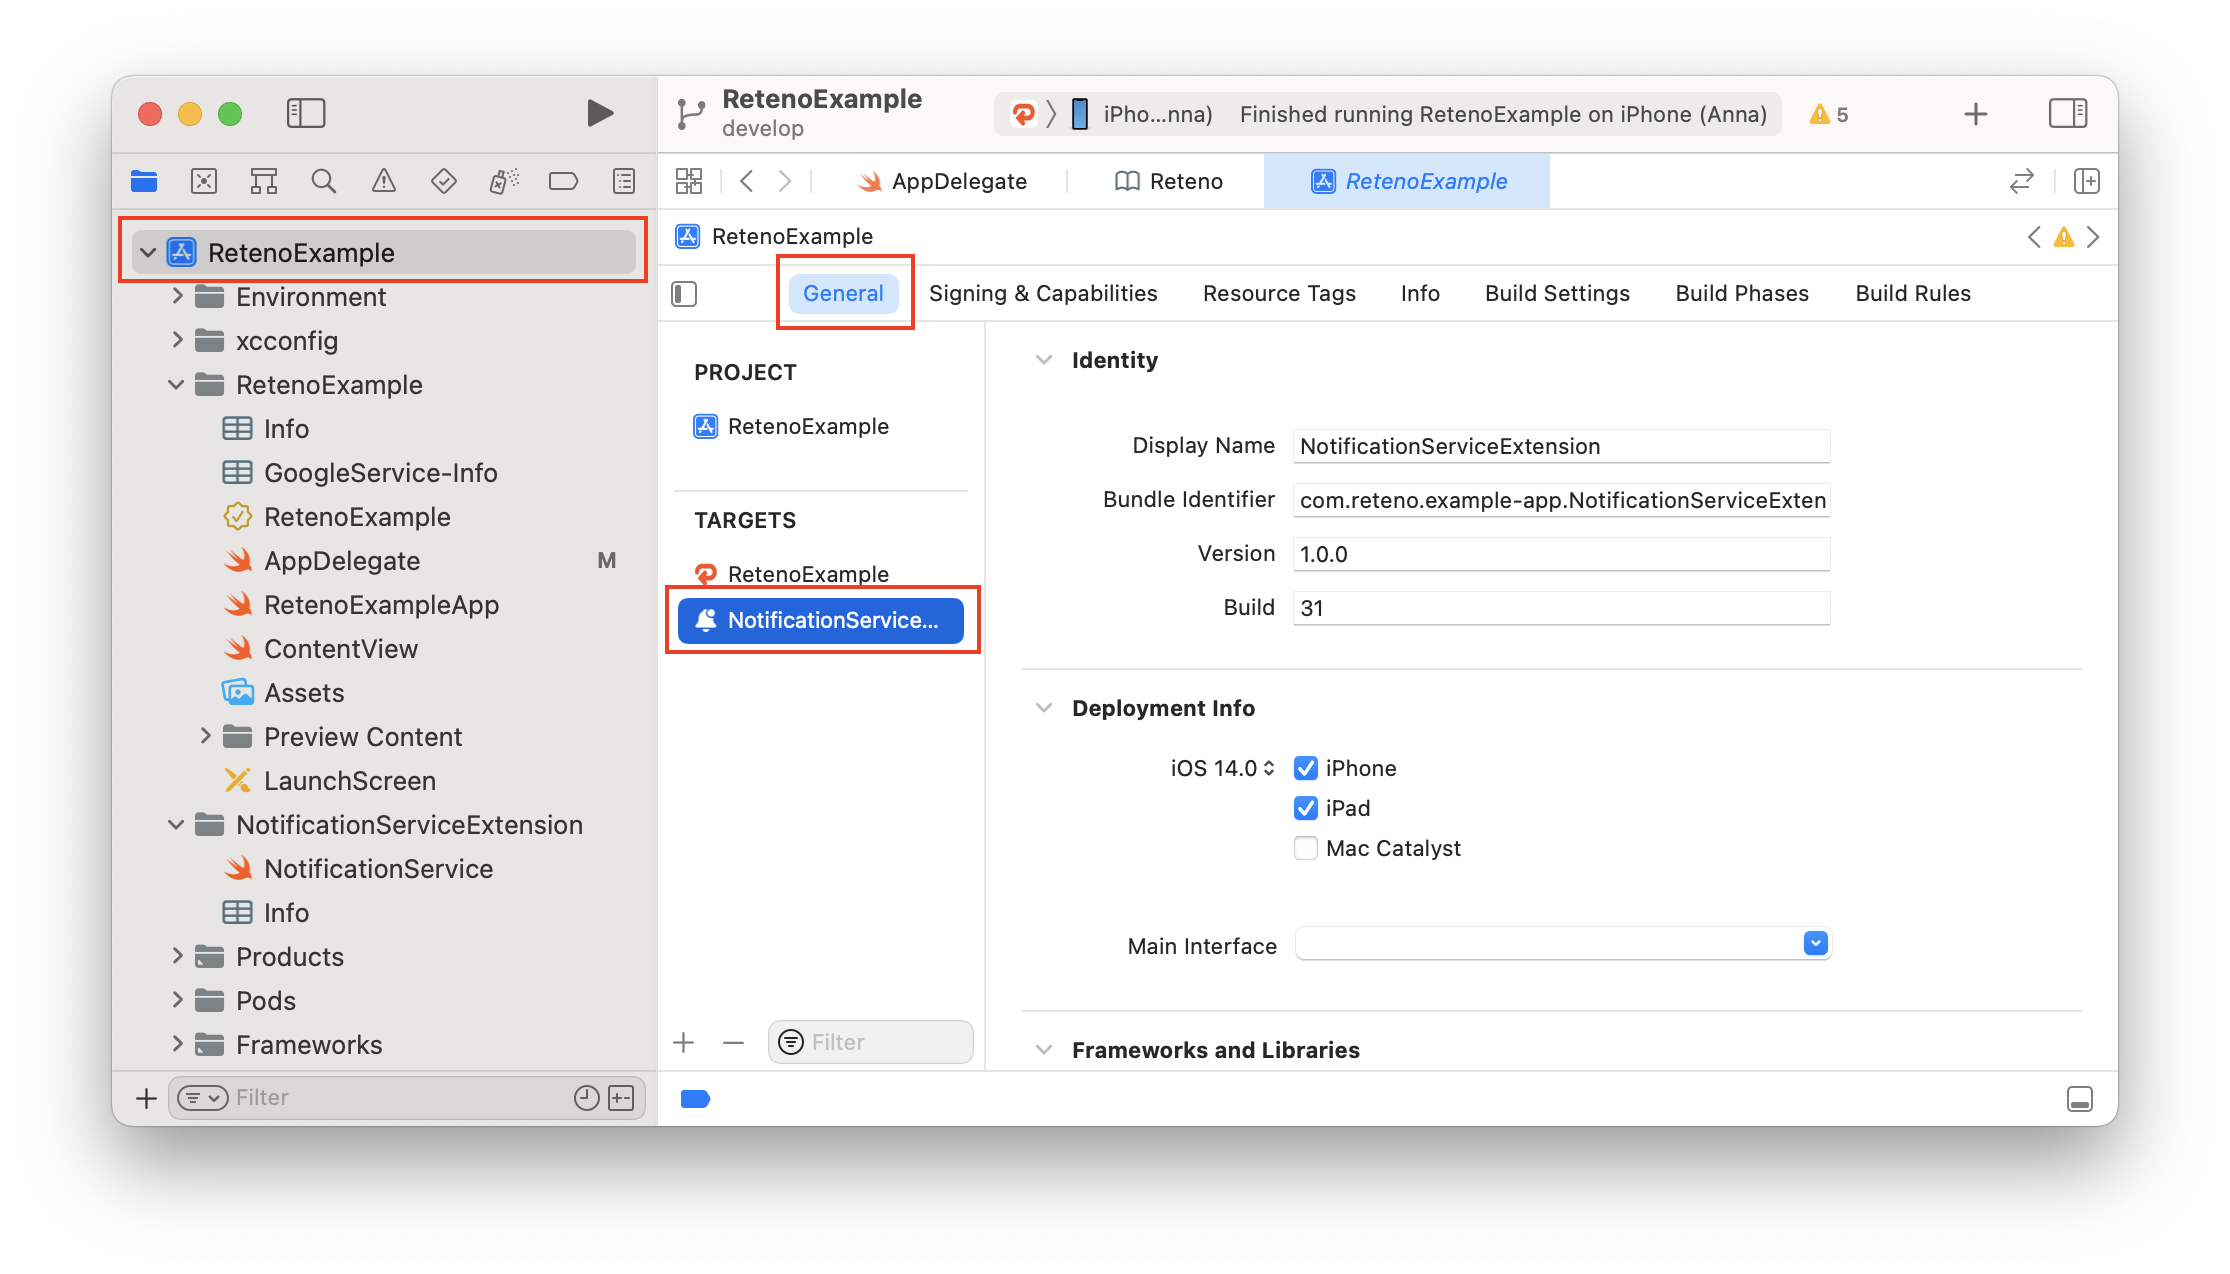 RetenoExample
develop
iPho...nna)
Finished running RetenoExample on iPhone (Anna)
5
AppDelegate
Reteno
RetenoExample
RetenoExample
Environment
xcconfig
RetenoExample
Info
GoogleService-Info
RetenoExample
AppDelegate M
RetenoExampleApp
ContentView
Assets
Preview Content
LaunchScreen
NotificationServiceExtension
NotificationService
Info
Products
Pods
Frameworks
Filter
RetenoExample
General
Signing & Capabilities
Resource Tags
Info
Build Settings
Build Phases
Build Rules
PROJECT
RetenoExample
TARGETS
RetenoExample
NotificationService...
Filter
Identity
Display Name NotificationServiceExtension
Bundle Identifier com.reteno.example-app.NotificationServiceExten
Version 1.0.0
Build 31
Deployment Info
iOS 14.0 iPhone
iPad
Mac Catalyst
Main Interface
Frameworks and Libraries